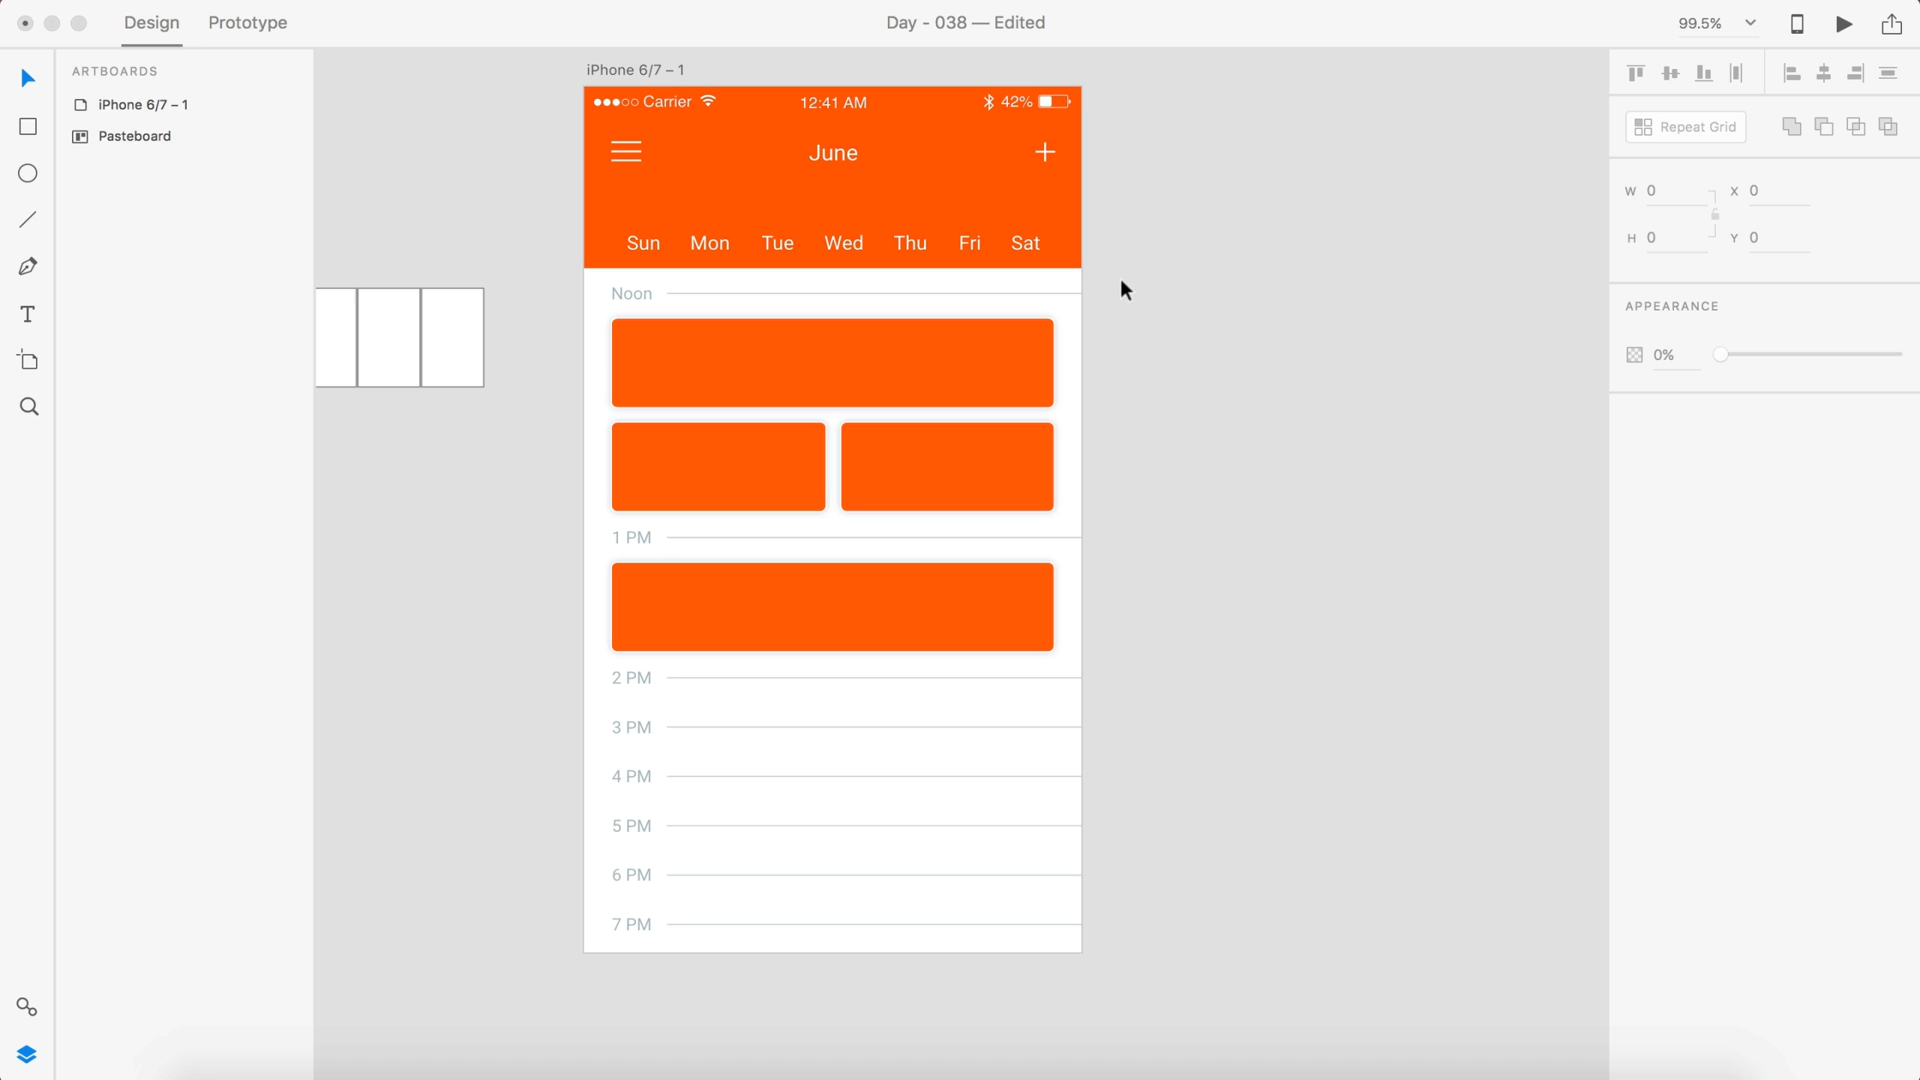 Design Prototype Day - 038 — Edited 99.5%
ARTBOARDS
iPhone 6/7 – 1
Pasteboard
iPhone 6/7 – 1
Carrier 12:41 AM 42%
June
Sun Mon Tue Wed Thu Fri Sat
Noon
1 PM
2 PM
3 PM
4 PM
5 PM
6 PM
7 PM
Repeat Grid
W 0 X 0
H 0 Y 0
APPEARANCE
0%